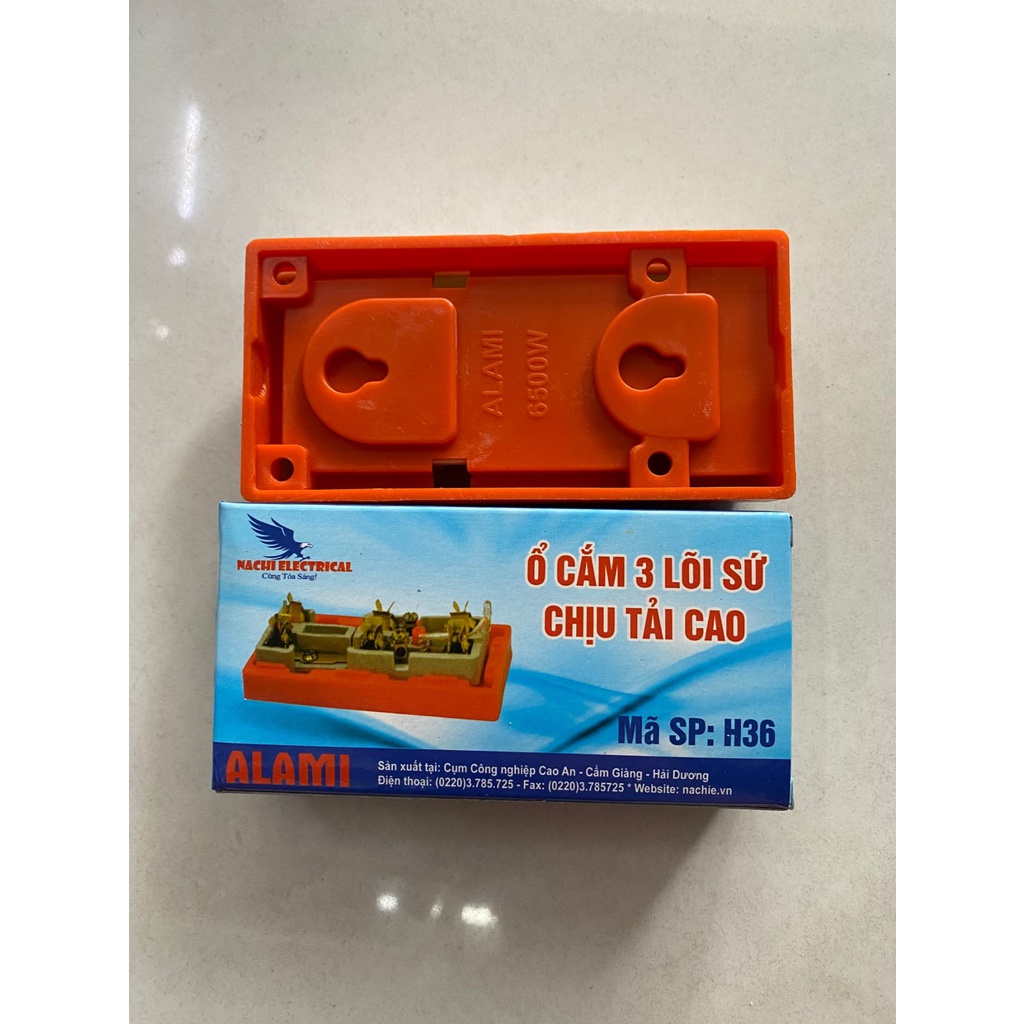 ALAMI
6500W
NACHI ELECTRICAL
Cùng Tỏa Sáng!
Ổ CẮM 3 LÕI SỨ
CHỊU TẢI CAO
Mã SP: H36
ALAMI
Sản xuất tại: Cụm Công nghiệp Cao An - Cẩm Giàng - Hải Dương
Điện thoại: (0220)3.785.725 - Fax: (0220)3.785725 * Website: nachie.vn